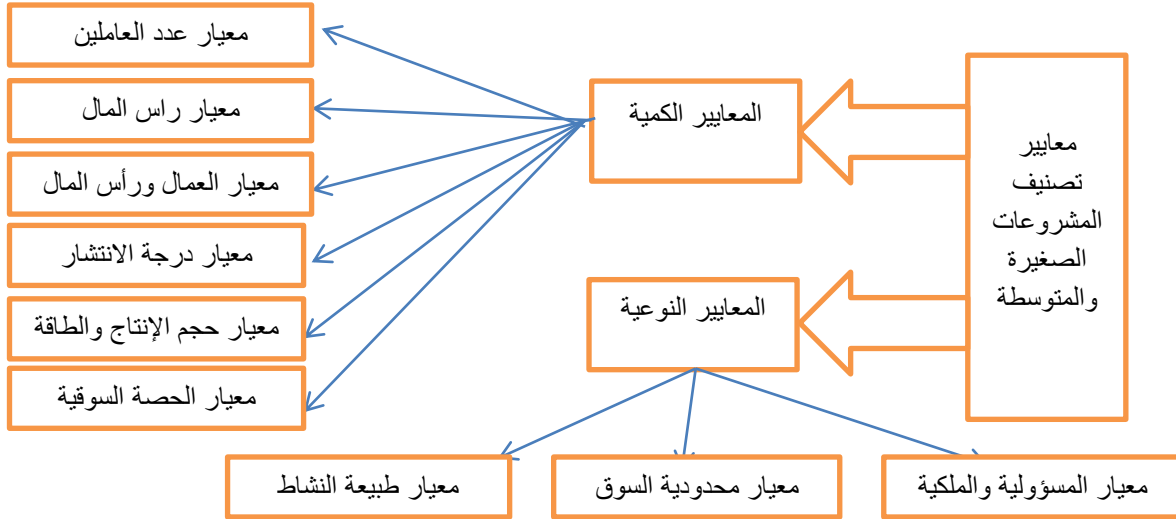 معايير
تصنيف
المشروعات
الصغيرة
والمتوسطة
المعايير الكمية
معيار عدد العاملين
معيار راس المال
معيار العمال ورأس المال
معيار درجة الانتشار
معيار حجم الإنتاج والطاقة
معيار الحصة السوقية
المعايير النوعية
معيار المسؤولية والملكية
معيار محدودية السوق
معيار طبيعة النشاط